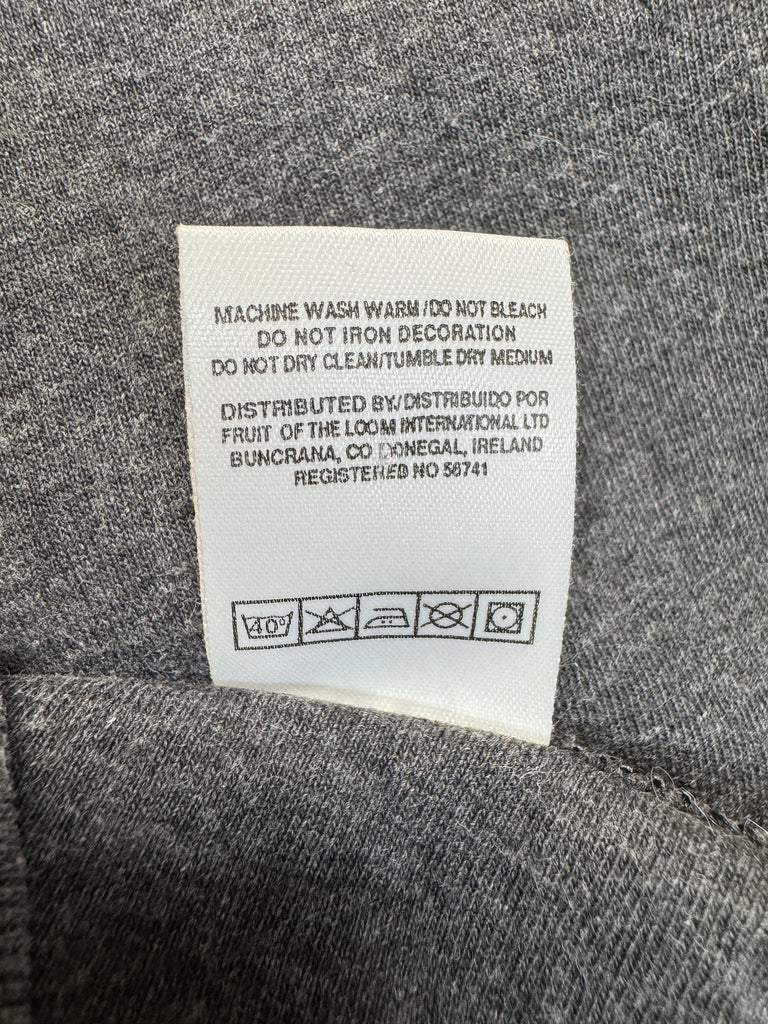 MACHINE WASH WARM/DO NOT BLEACH
DO NOT IRON DECORATION
DO NOT DRY CLEAN/TUMBLE DRY MEDIUM
DISTRIBUTED BY/DISTRIBUIDO POR
FRUIT OF THE LOOM INTERNATIONAL LTD
BUNCRANA, CO DONEGAL, IRELAND
REGISTERED NO 56741
40°